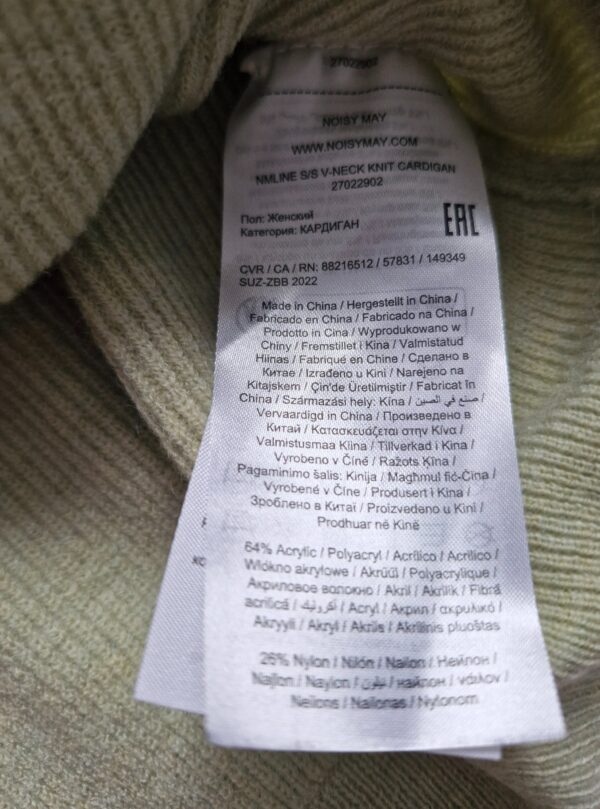 27022902
NOISY MAY
WWW.NOISYMAY.COM
NMLINE S/S V-NECK KNIT CARDIGAN
27022902
Пол: Женский
Категория: КАРДИГАН
EAC
CVR / CA / RN: 88216512 / 57831 / 149349
SUZ-ZBB 2022
Made in China / Hergestellt in China /
Fabricado en China / Fabricado na China /
Prodotto in Cina / Wyprodukowano w
Chiny / Fremstillet i Kina / Valmistatud
Hiinas / Fabriqué en Chine / Сделано в
Китае / Izrađeno u Kini / Narejeno na
Kitajskem / Çin'de Üretilmiştir / Fabricat în
China / Származási hely: Kína / صنع في الصين /
Vervaardigd in China / Произведено в
Китай / Κατασκευάζεται στην Κίνα /
Valmistusmaa Kiina / Tillverkad i Kina /
Vyrobeno v Číně / Ražots Ķīna /
Pagaminimo šalis: Kinija / Magħmul fiċ-Ċina /
Vyrobené v Číne / Produsert i Kina /
Зроблено в Китаї / Proizvedeno u Kini /
Prodhuar në Kinë
64% Acrylic / Polyacryl / Acrílico / Acrilico /
Włókno akrylowe / Akrüül / Polyacrylique /
Акриловое волокно / Akril / Akrilik / Fibră
acrilică / أكريليك / Acryl / Акрил / ακρυλικό /
Akryyli / Akryl / Akrils / Akrilinis pluoštas
26% Nylon / Nilón / Nailon / Нейлон /
Najlon / Naylon / نايلون / найлон / νάιλον /
Neilons / Nailonas / Nylonom